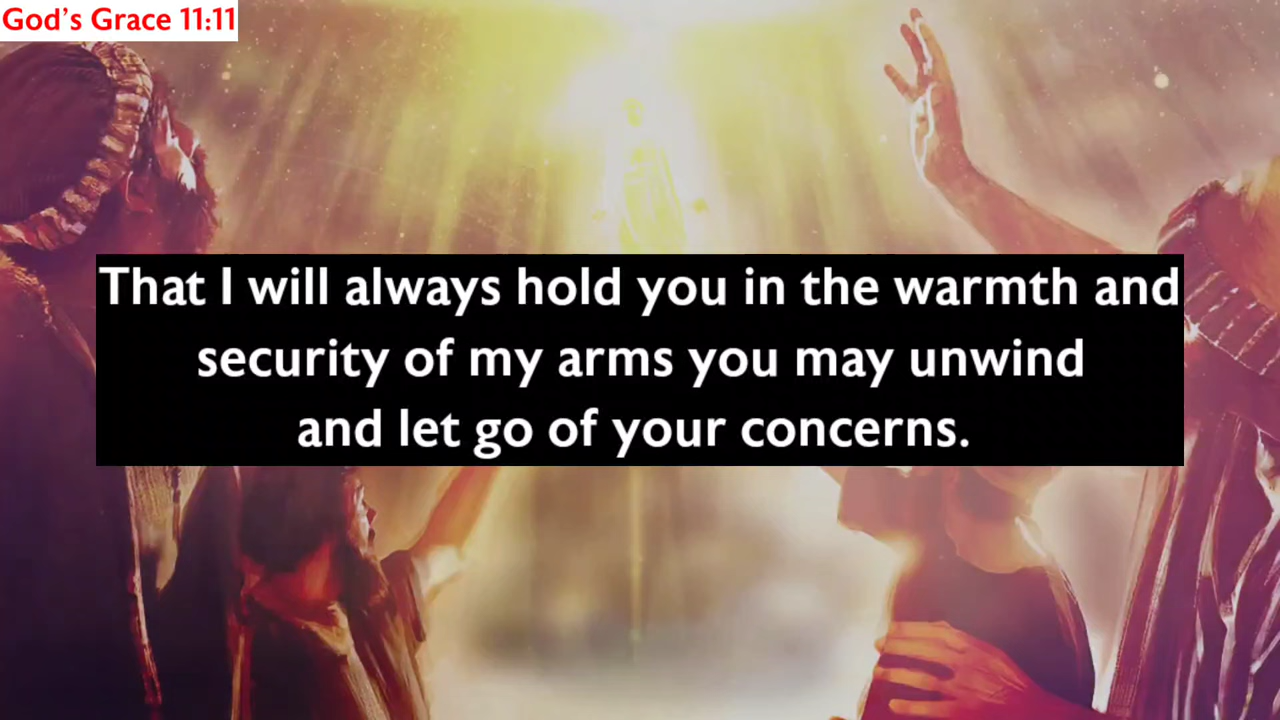 God's Grace 11:11
That I will always hold you in the warmth and
security of my arms you may unwind
and let go of your concerns.